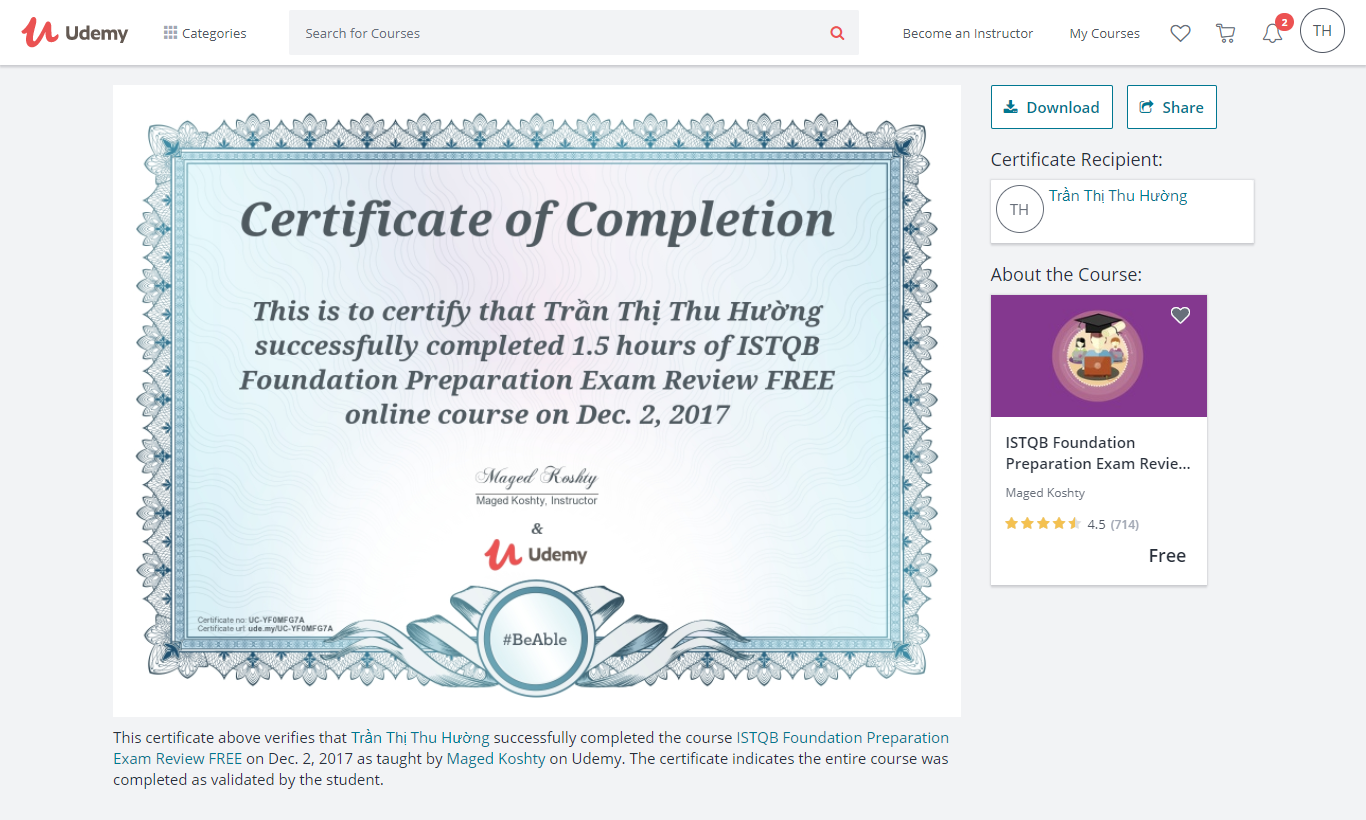 Udemy
Categories
Search for Courses
Become an Instructor
My Courses
2
TH
Certificate of Completion
This is to certify that Trần Thị Thu Hường
successfully completed 1.5 hours of ISTQB
Foundation Preparation Exam Review FREE
online course on Dec. 2, 2017
Maged Koshty
Maged Koshty, Instructor
&
Udemy
Certificate no: UC-YF0MFG7A
Certificate url: ude.my/UC-YF0MFG7A
#BeAble
This certificate above verifies that Trần Thị Thu Hường successfully completed the course ISTQB Foundation Preparation
Exam Review FREE on Dec. 2, 2017 as taught by Maged Koshty on Udemy. The certificate indicates the entire course was
completed as validated by the student.
Download
Share
Certificate Recipient:
TH
Trần Thị Thu Hường
About the Course:
ISTQB Foundation
Preparation Exam Revie...
Maged Koshty
4.5 (714)
Free